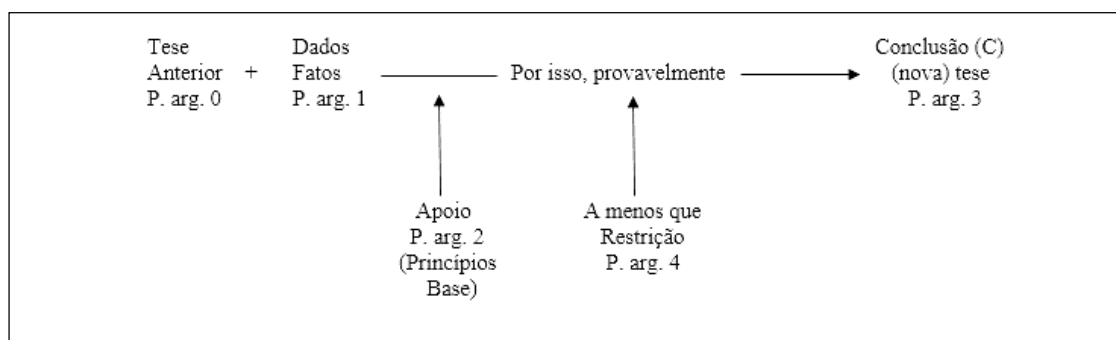 Tese
Anterior
P. arg. 0
+
Dados
Fatos
P. arg. 1
Por isso, provavelmente
Conclusão (C)
(nova) tese
P. arg. 3
Apoio
P. arg. 2
(Princípios
Base)
A menos que
Restrição
P. arg. 4